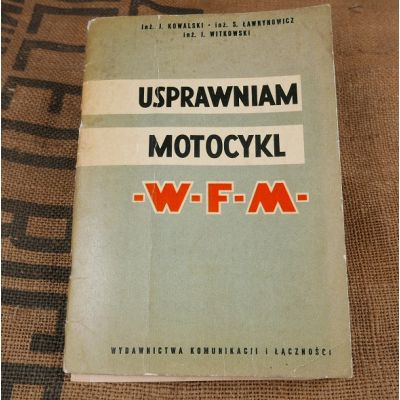 inż. J. KOWALSKI • inż. S. ŁAWRYNOWICZ
inż. I. WITKOWSKI
USPRAWNIAM
MOTOCYKL
-W-F-M-
WYDAWNICTWA KOMUNIKACJI i ŁĄCZNOŚCI